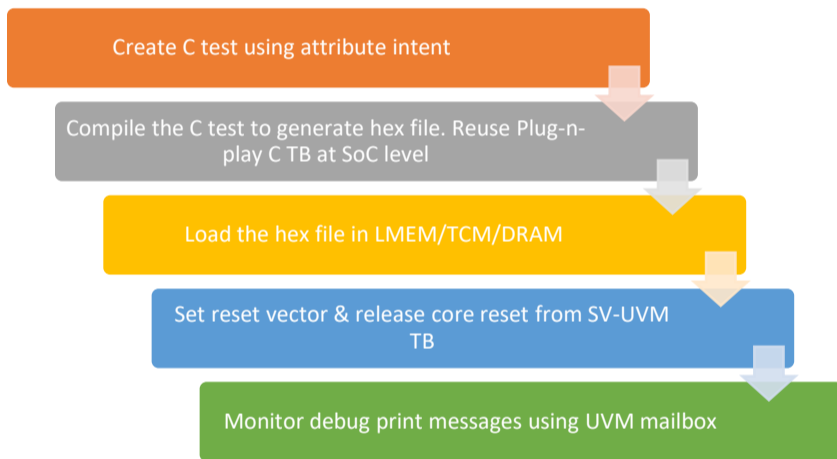 Create C test using attribute intent
Compile the C test to generate hex file. Reuse Plug-n-
play C TB at SoC level
Load the hex file in LMEM/TCM/DRAM
Set reset vector & release core reset from SV-UVM
TB
Monitor debug print messages using UVM mailbox